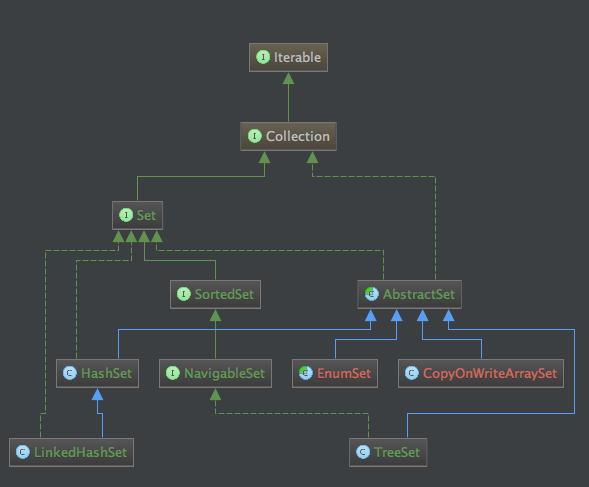 I Iterable
I Collection
I Set
I SortedSet
C AbstractSet
C HashSet
I NavigableSet
C EnumSet
C CopyOnWriteArraySet
C LinkedHashSet
C TreeSet